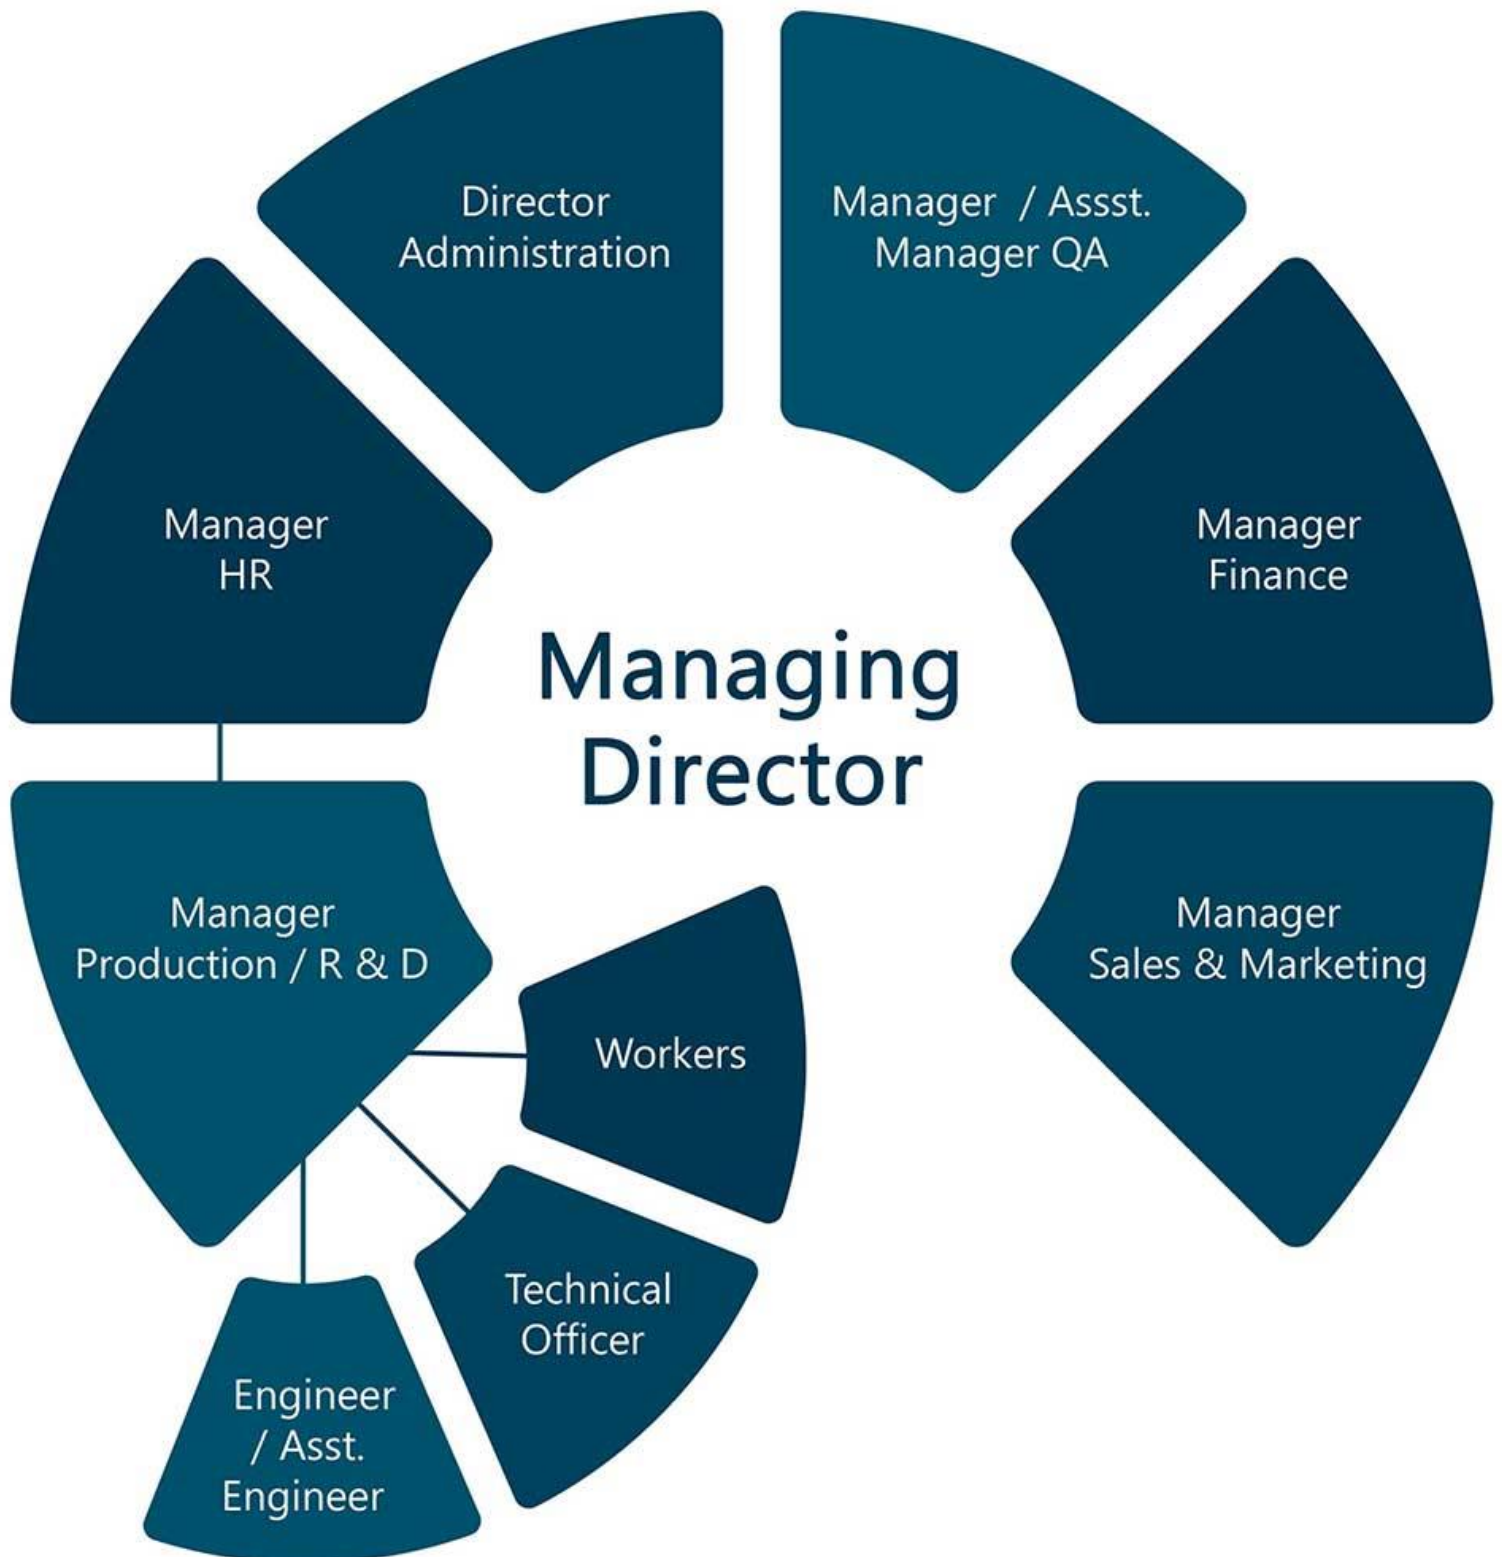 Director
Administration
Manager / Assst.
Manager QA
Manager
HR
Manager
Finance
Managing
Director
Manager
Production / R & D
Manager
Sales & Marketing
Workers
Technical
Officer
Engineer
/ Asst.
Engineer